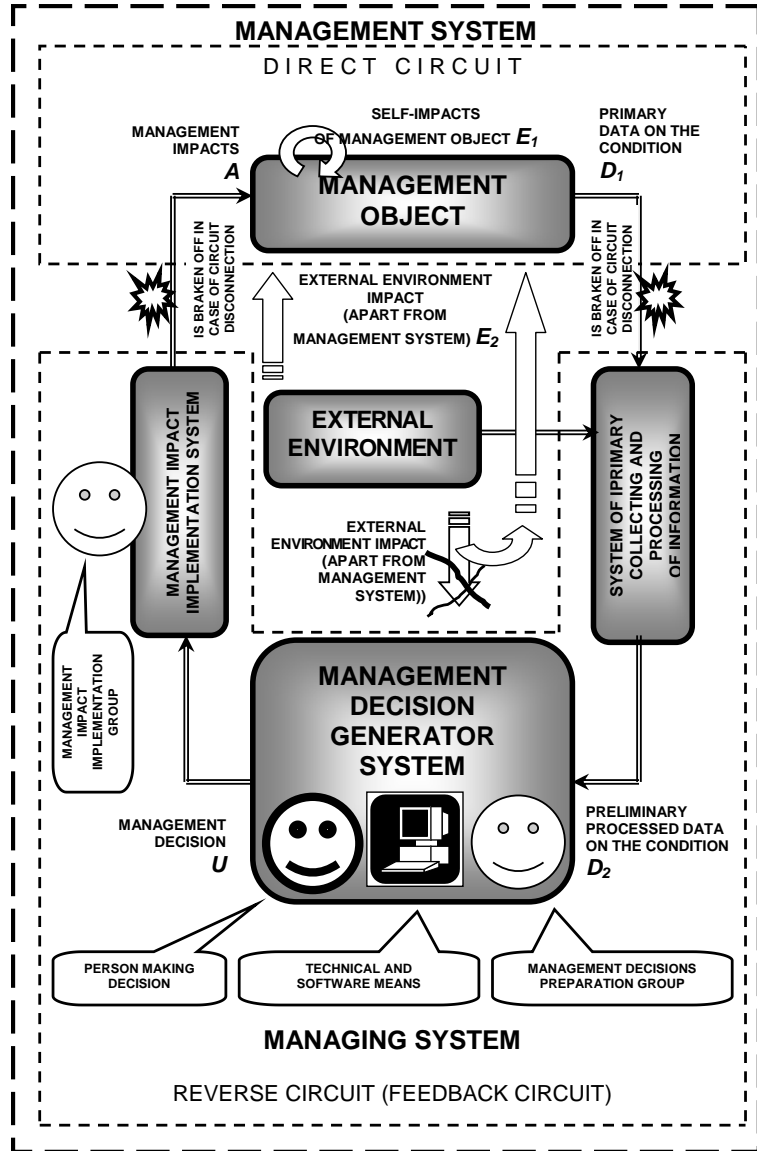 MANAGEMENT SYSTEM
DIRECT CIRCUIT
MANAGEMENT
IMPACTS
A
SELF-IMPACTS
OF MANAGEMENT OBJECT E1
PRIMARY
DATA ON THE
CONDITION
D1
MANAGEMENT
OBJECT
IS BRAKEN OFF IN
CASE OF CIRCUIT
DISCONNECTION
EXTERNAL ENVIRONMENT
IMPACT
(APART FROM
MANAGEMENT SYSTEM) E2
IS BRAKEN OFF IN
CASE OF CIRCUIT
DISCONNECTION
MANAGEMENT IMPACT
IMPLEMENTATION SYSTEM
EXTERNAL
ENVIRONMENT
SYSTEM OF IPRIMARY
COLLECTING AND
PROCESSING
OF INFORMATION
EXTERNAL
ENVIRONMENT IMPACT
(APART FROM
MANAGEMENT
SYSTEM))
MANAGEMENT
IMPACT
IMPLEMENTATION
GROUP
MANAGEMENT
DECISION
GENERATOR
SYSTEM
MANAGEMENT
DECISION
U
PRELIMINARY
PROCESSED DATA
ON THE CONDITION
D2
PERSON MAKING
DECISION
TECHNICAL AND
SOFTWARE MEANS
MANAGEMENT DECISIONS
PREPARATION GROUP
MANAGING SYSTEM
REVERSE CIRCUIT (FEEDBACK CIRCUIT)